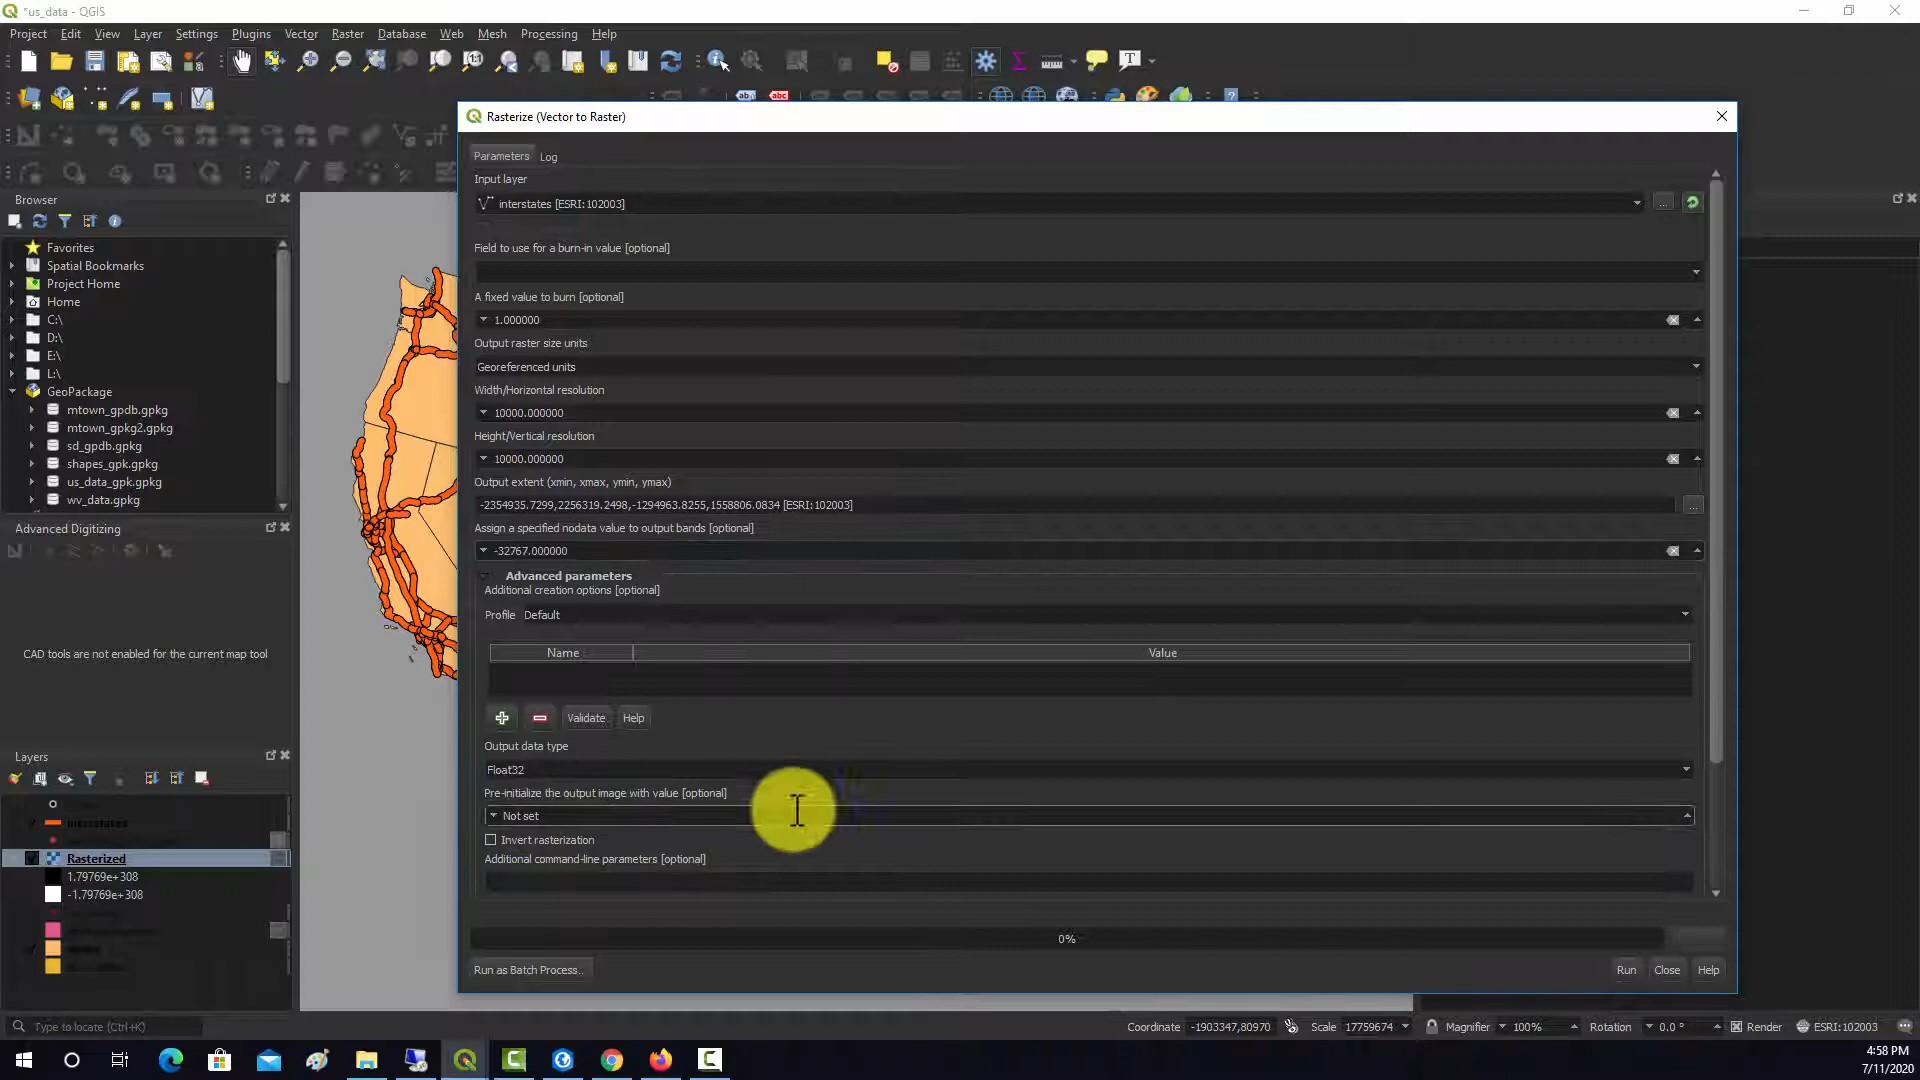 *us_data - QGIS
Project Edit View Layer Settings Plugins Vector Raster Database Web Mesh Processing Help
Rasterize (Vector to Raster)
Parameters Log
Input layer
interstates [ESRI:102003]
Field to use for a burn-in value [optional]
A fixed value to burn [optional]
1.000000
Output raster size units
Georeferenced units
Width/Horizontal resolution
10000.000000
Height/Vertical resolution
10000.000000
Output extent (xmin, xmax, ymin, ymax)
-2354935.7299,2256319.2498,-1294963.8255,1558806.0834 [ESRI:102003]
Assign a specified nodata value to output bands [optional]
-32767.000000
Advanced parameters
Additional creation options [optional]
Profile Default
Name Value
Validate Help
Output data type
Float32
Pre-initialize the output image with value [optional]
Not set
Invert rasterization
Additional command-line parameters [optional]
0%
Run as Batch Process…
Run Close Help
Browser
Favorites
Spatial Bookmarks
Project Home
Home
C:\
D:\
E:\
L:\
GeoPackage
mtown_gpdb.gpkg
mtown_gpkg2.gpkg
sd_gpdb.gpkg
shapes_gpk.gpkg
us_data_gpk.gpkg
wv_data.gpkg
Advanced Digitizing
CAD tools are not enabled for the current map tool
Layers
interstates
Rasterized
1.79769e+308
-1.79769e+308
Type to locate (Ctrl+K)
Coordinate -1903347,80970 Scale 17759674 Magnifier 100% Rotation 0.0 ° Render ESRI:102003
4:58 PM
7/11/2020